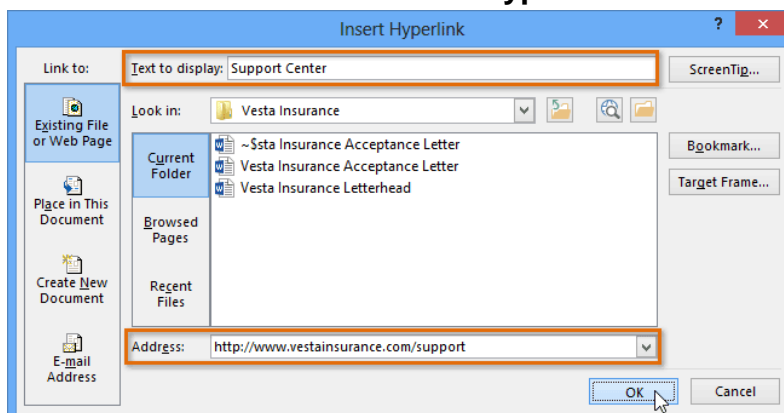 Insert Hyperlink
?
Link to:
Text to display: Support Center
ScreenTip...
Existing File
or Web Page
Look in: Vesta Insurance
Current
Folder
~$sta Insurance Acceptance Letter
Vesta Insurance Acceptance Letter
Vesta Insurance Letterhead
Bookmark...
Target Frame...
Place in This
Document
Browsed
Pages
Create New
Document
Recent
Files
E-mail
Address
Address: http://www.vestainsurance.com/support
OK
Cancel